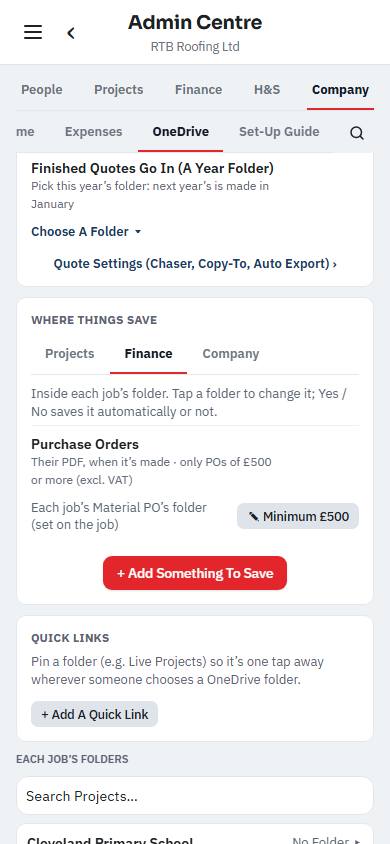 Admin Centre
RTB Roofing Ltd
People Projects Finance H&S Company
me Expenses OneDrive Set-Up Guide
Finished Quotes Go In (A Year Folder)
Pick this year's folder: next year's is made in
January
Choose A Folder
Quote Settings (Chaser, Copy-To, Auto Export) ›
WHERE THINGS SAVE
Projects Finance Company
Inside each job's folder. Tap a folder to change it; Yes /
No saves it automatically or not.
Purchase Orders
Their PDF, when it's made · only POs of £500
or more (excl. VAT)
Each job's Material PO's folder
(set on the job)
Minimum £500
+ Add Something To Save
QUICK LINKS
Pin a folder (e.g. Live Projects) so it's one tap away
wherever someone chooses a OneDrive folder.
+ Add A Quick Link
EACH JOB'S FOLDERS
Search Projects...
Cleveland Primary School No Folder